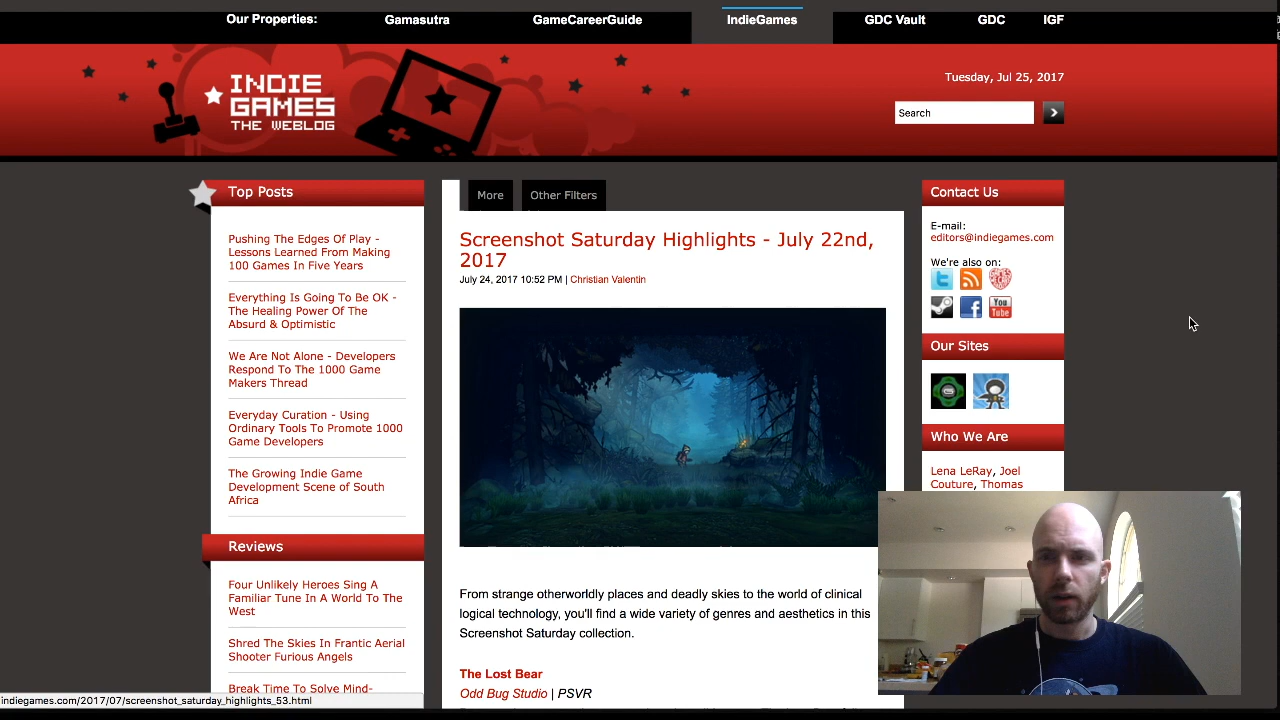 Our Properties: Gamasutra GameCareerGuide IndieGames GDC Vault GDC IGF
INDIE
GAMES
THE WEBLOG
Tuesday, Jul 25, 2017
Search
Top Posts
Pushing The Edges Of Play -
Lessons Learned From Making
100 Games In Five Years
Everything Is Going To Be OK -
The Healing Power Of The
Absurd & Optimistic
We Are Not Alone - Developers
Respond To The 1000 Game
Makers Thread
Everyday Curation - Using
Ordinary Tools To Promote 1000
Game Developers
The Growing Indie Game
Development Scene of South
Africa
Reviews
Four Unlikely Heroes Sing A
Familiar Tune In A World To The
West
Shred The Skies In Frantic Aerial
Shooter Furious Angels
Break Time To Solve Mind-
indiegames.com/2017/07/screenshot_saturday_highlights_53.html
More Other Filters
Screenshot Saturday Highlights - July 22nd,
2017
July 24, 2017 10:52 PM | Christian Valentin
From strange otherworldly places and deadly skies to the world of clinical
logical technology, you'll find a wide variety of genres and aesthetics in this
Screenshot Saturday collection.
The Lost Bear
Odd Bug Studio | PSVR
Contact Us
E-mail:
editors@indiegames.com
We're also on:
You
Tube
Our Sites
Who We Are
Lena LeRay, Joel
Couture, Thomas